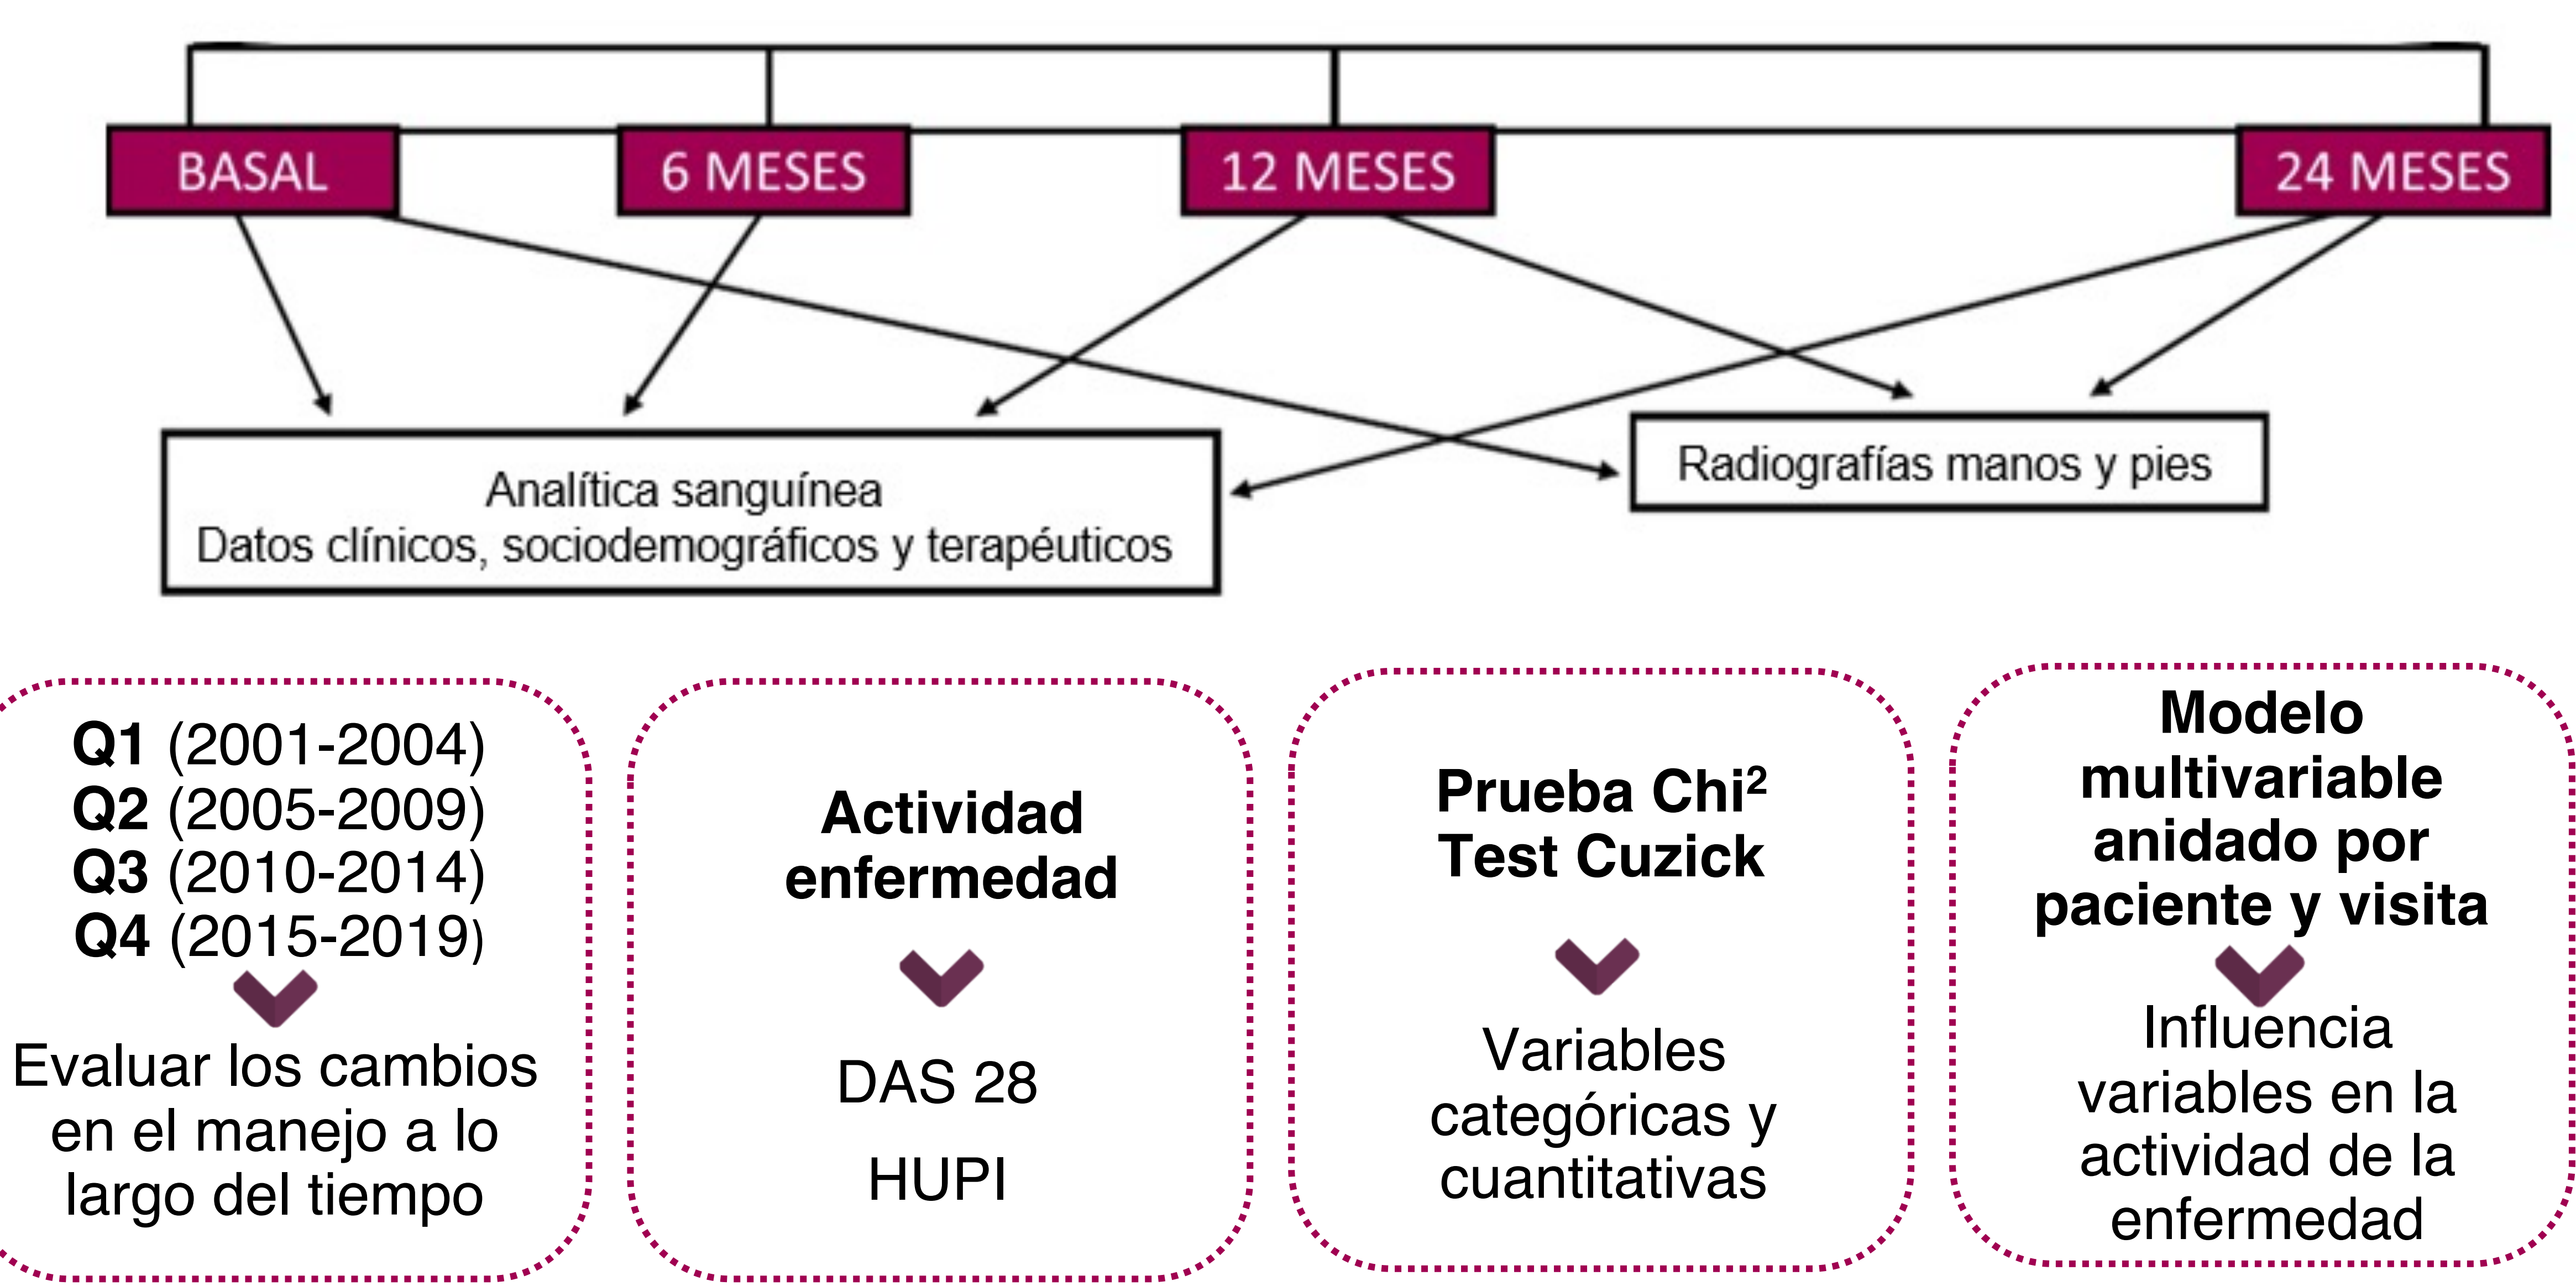 BASAL
6 MESES
12 MESES
24 MESES
Analítica sanguínea
Datos clínicos, sociodemográficos y terapéuticos
Radiografías manos y pies
Q1 (2001-2004)
Q2 (2005-2009)
Q3 (2010-2014)
Q4 (2015-2019)
Evaluar los cambios
en el manejo a lo
largo del tiempo
Actividad
enfermedad
DAS 28
HUPI
Prueba Chi²
Test Cuzick
Variables
categóricas y
cuantitativas
Modelo
multivariable
anidado por
paciente y visita
Influencia
variables en la
actividad de la
enfermedad